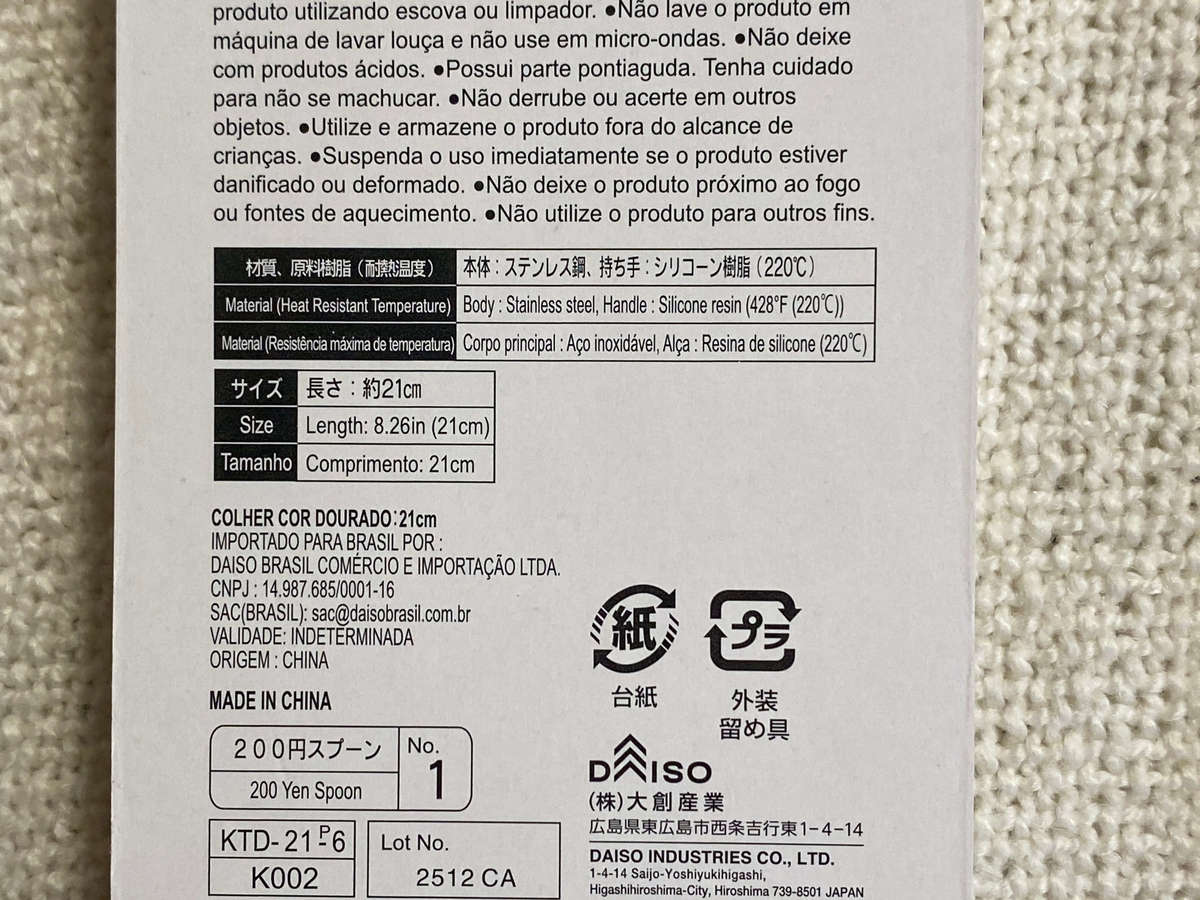 produto utilizando escova ou limpador. ●Não lave o produto em
máquina de lavar louça e não use em micro-ondas. ●Não deixe
com produtos ácidos. ●Possui parte pontiaguda. Tenha cuidado
para não se machucar. ●Não derrube ou acerte em outros
objetos. ●Utilize e armazene o produto fora do alcance de
crianças. ●Suspenda o uso imediatamente se o produto estiver
danificado ou deformado. ●Não deixe o produto próximo ao fogo
ou fontes de aquecimento. ●Não utilize o produto para outros fins.
材質、原料樹脂（耐熱温度） 本体：ステンレス鋼、持ち手：シリコーン樹脂（220℃）
Material (Heat Resistant Temperature) Body : Stainless steel, Handle : Silicone resin (428°F (220℃))
Material (Resistência máxima de temperatura) Corpo principal : Aço inoxidável, Alça : Resina de silicone (220℃)
サイズ 長さ：約21cm
Size Length: 8.26in (21cm)
Tamanho Comprimento: 21cm
COLHER COR DOURADO:21cm
IMPORTADO PARA BRASIL POR :
DAISO BRASIL COMÉRCIO E IMPORTAÇÃO LTDA.
CNPJ : 14.987.685/0001-16
SAC(BRASIL): sac@daisobrasil.com.br
VALIDADE: INDETERMINADA
ORIGEM : CHINA
MADE IN CHINA
200円スプーン
200 Yen Spoon
No.
1
KTD-21-P6
K002
Lot No.
2512 CA
紙
台紙
プラ
外装
留め具
DAISO
(株)大創産業
広島県東広島市西条吉行東1-4-14
DAISO INDUSTRIES CO., LTD.
1-4-14 Saijo-Yoshiyukihigashi,
Higashihiroshima-City, Hiroshima 739-8501 JAPAN